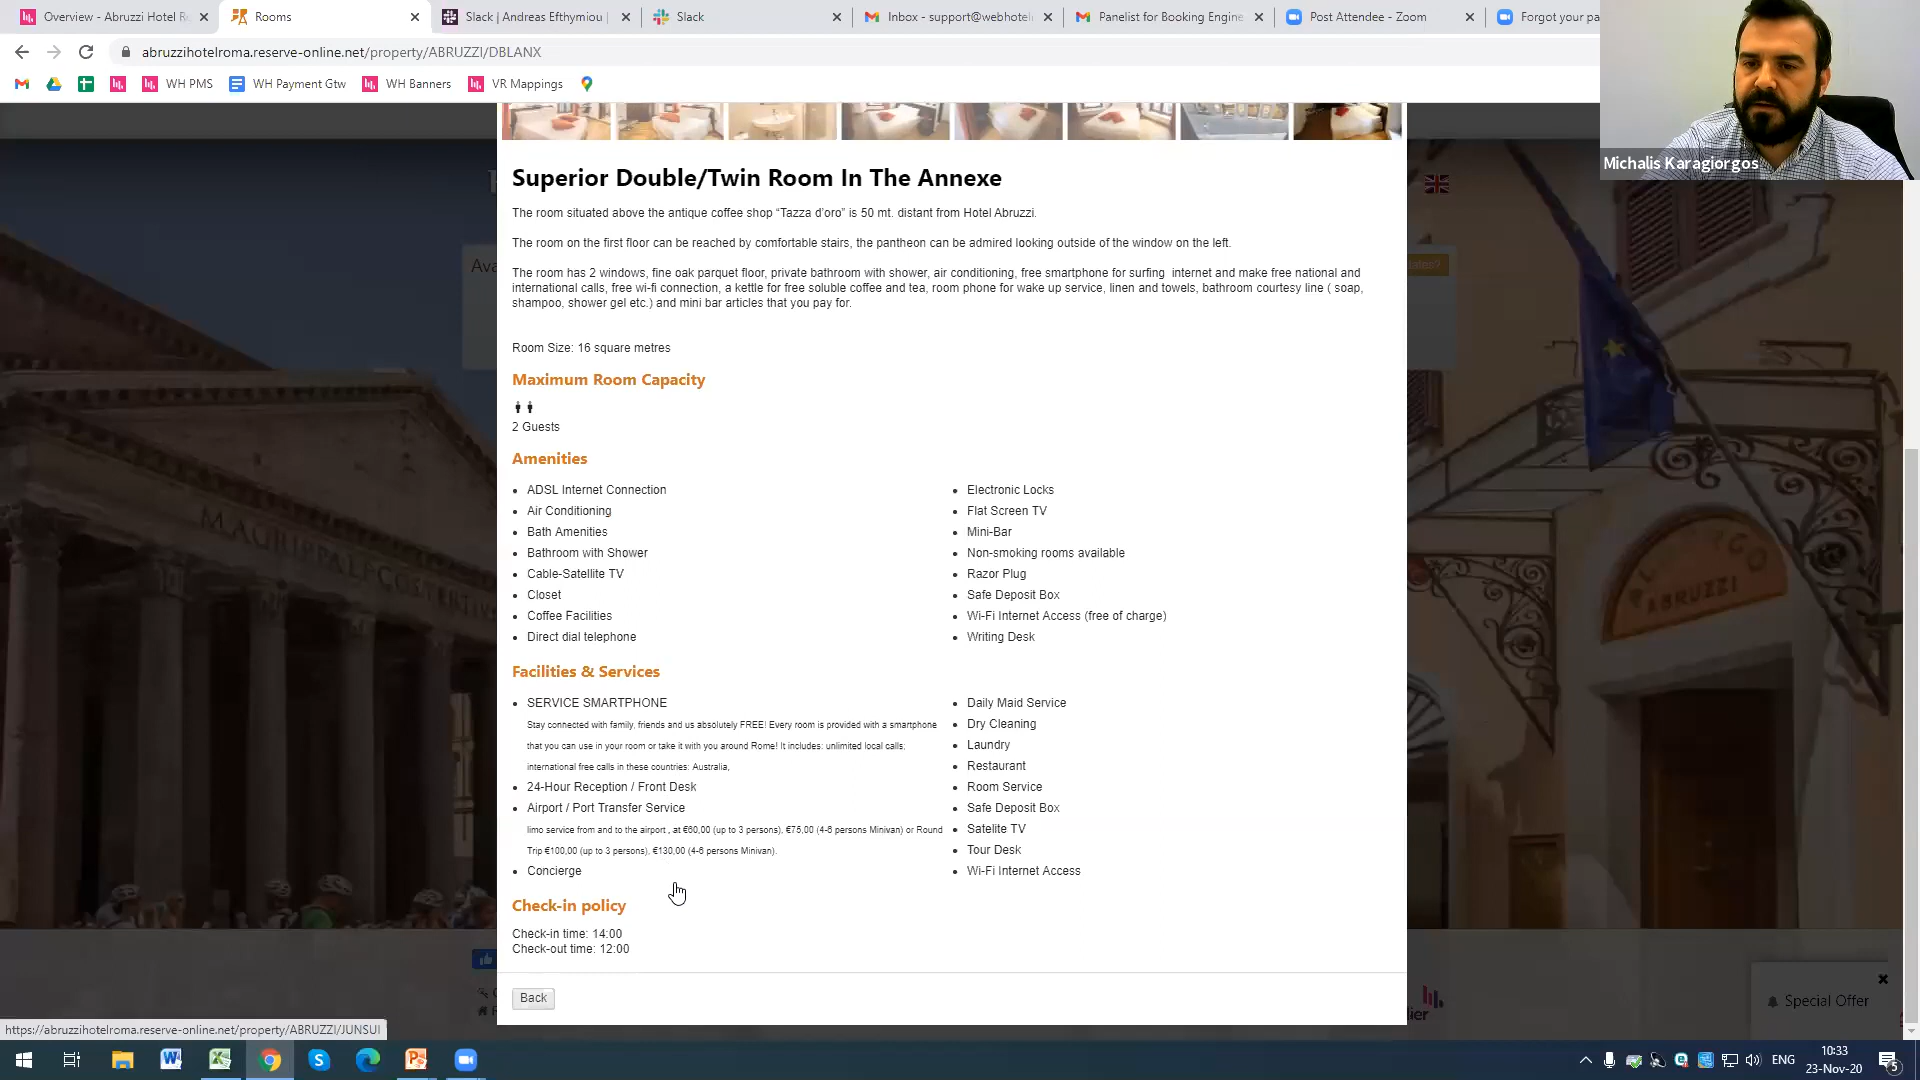 Overview - Abruzzi Hotel R
Rooms
Slack | Andreas Efthymiou |
Slack
Inbox - support@webhotel
Panelist for Booking Engine
Post Attendee - Zoom
Forgot your pa
abruzzihotelroma.reserve-online.net/property/ABRUZZI/DBLANX
WH PMS
WH Payment Gtw
WH Banners
VR Mappings
Michalis Karagiorgos
Superior Double/Twin Room In The Annexe
The room situated above the antique coffee shop “Tazza d’oro” is 50 mt. distant from Hotel Abruzzi.
The room on the first floor can be reached by comfortable stairs, the pantheon can be admired looking outside of the window on the left.
The room has 2 windows, fine oak parquet floor, private bathroom with shower, air conditioning, free smartphone for surfing internet and make free national and
international calls, free wi-fi connection, a kettle for free soluble coffee and tea, room phone for wake up service, linen and towels, bathroom courtesy line ( soap,
shampoo, shower gel etc.) and mini bar articles that you pay for.
Room Size: 16 square metres
Maximum Room Capacity
2 Guests
Amenities
ADSL Internet Connection
Air Conditioning
Bath Amenities
Bathroom with Shower
Cable-Satellite TV
Closet
Coffee Facilities
Direct dial telephone
Electronic Locks
Flat Screen TV
Mini-Bar
Non-smoking rooms available
Razor Plug
Safe Deposit Box
Wi-Fi Internet Access (free of charge)
Writing Desk
Facilities & Services
SERVICE SMARTPHONE
Stay connected with family, friends and us absolutely FREE! Every room is provided with a smartphone
that you can use in your room or take it with you around Rome! It includes: unlimited local calls;
international free calls in these countries: Australia,
24-Hour Reception / Front Desk
Airport / Port Transfer Service
limo service from and to the airport , at €60,00 (up to 3 persons), €75,00 (4-6 persons Minivan) or Round
Trip €100,00 (up to 3 persons), €130,00 (4-6 persons Minivan).
Concierge
Daily Maid Service
Dry Cleaning
Laundry
Restaurant
Room Service
Safe Deposit Box
Satelite TV
Tour Desk
Wi-Fi Internet Access
Check-in policy
Check-in time: 14:00
Check-out time: 12:00
Back
Ava
ates?
ABRUZZI
lier
Special Offer
https://abruzzihotelroma.reserve-online.net/property/ABRUZZI/JUNSUI
ENG
10:33
23-Nov-20
5